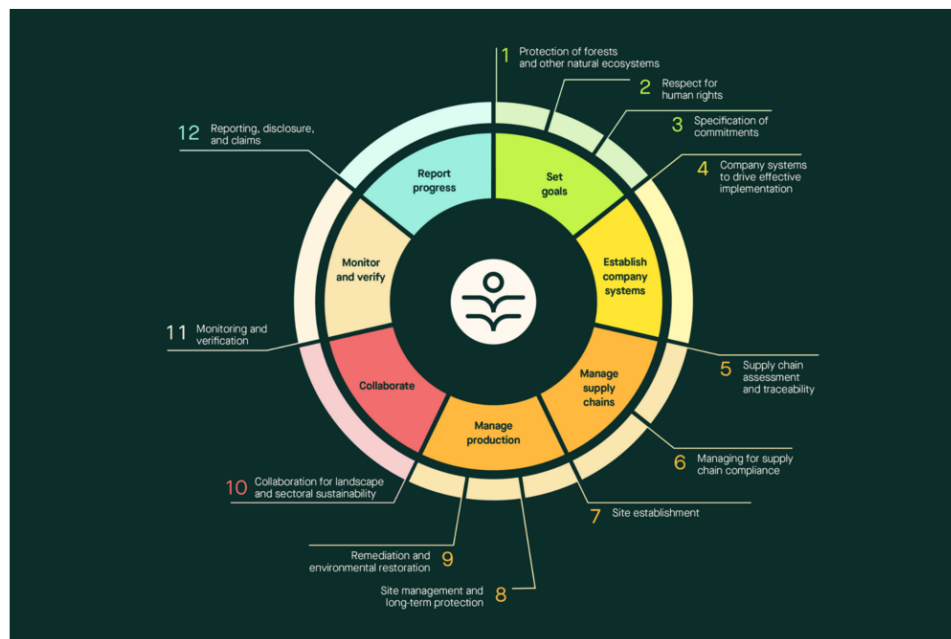 1
Protection of forests
and other natural ecosystems
2
Respect for
human rights
3
Specification of
commitments
4
Company systems
to drive effective
implementation
5
Supply chain
assessment
and traceability
6
Managing for supply
chain compliance
7
Site establishment
8
Site management and
long-term protection
9
Remediation and
environmental restoration
10
Collaboration for landscape
and sectoral sustainability
11
Monitoring and
verification
12
Reporting, disclosure,
and claims
Set
goals
Establish
company
systems
Manage
supply
chains
Manage
production
Collaborate
Monitor
and verify
Report
progress